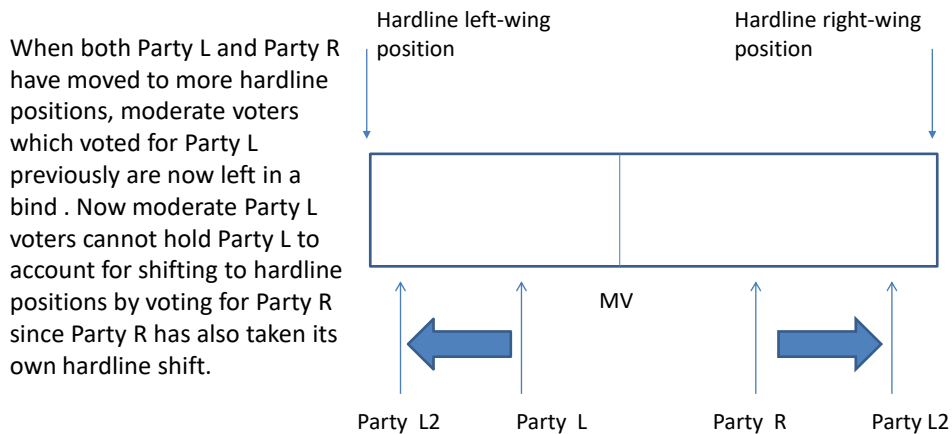 When both Party L and Party R
have moved to more hardline
positions, moderate voters
which voted for Party L
previously are now left in a
bind . Now moderate Party L
voters cannot hold Party L to
account for shifting to hardline
positions by voting for Party R
since Party R has also taken its
own hardline shift.
Hardline left-wing
position
Hardline right-wing
position
MV
Party L2
Party L
Party R
Party L2